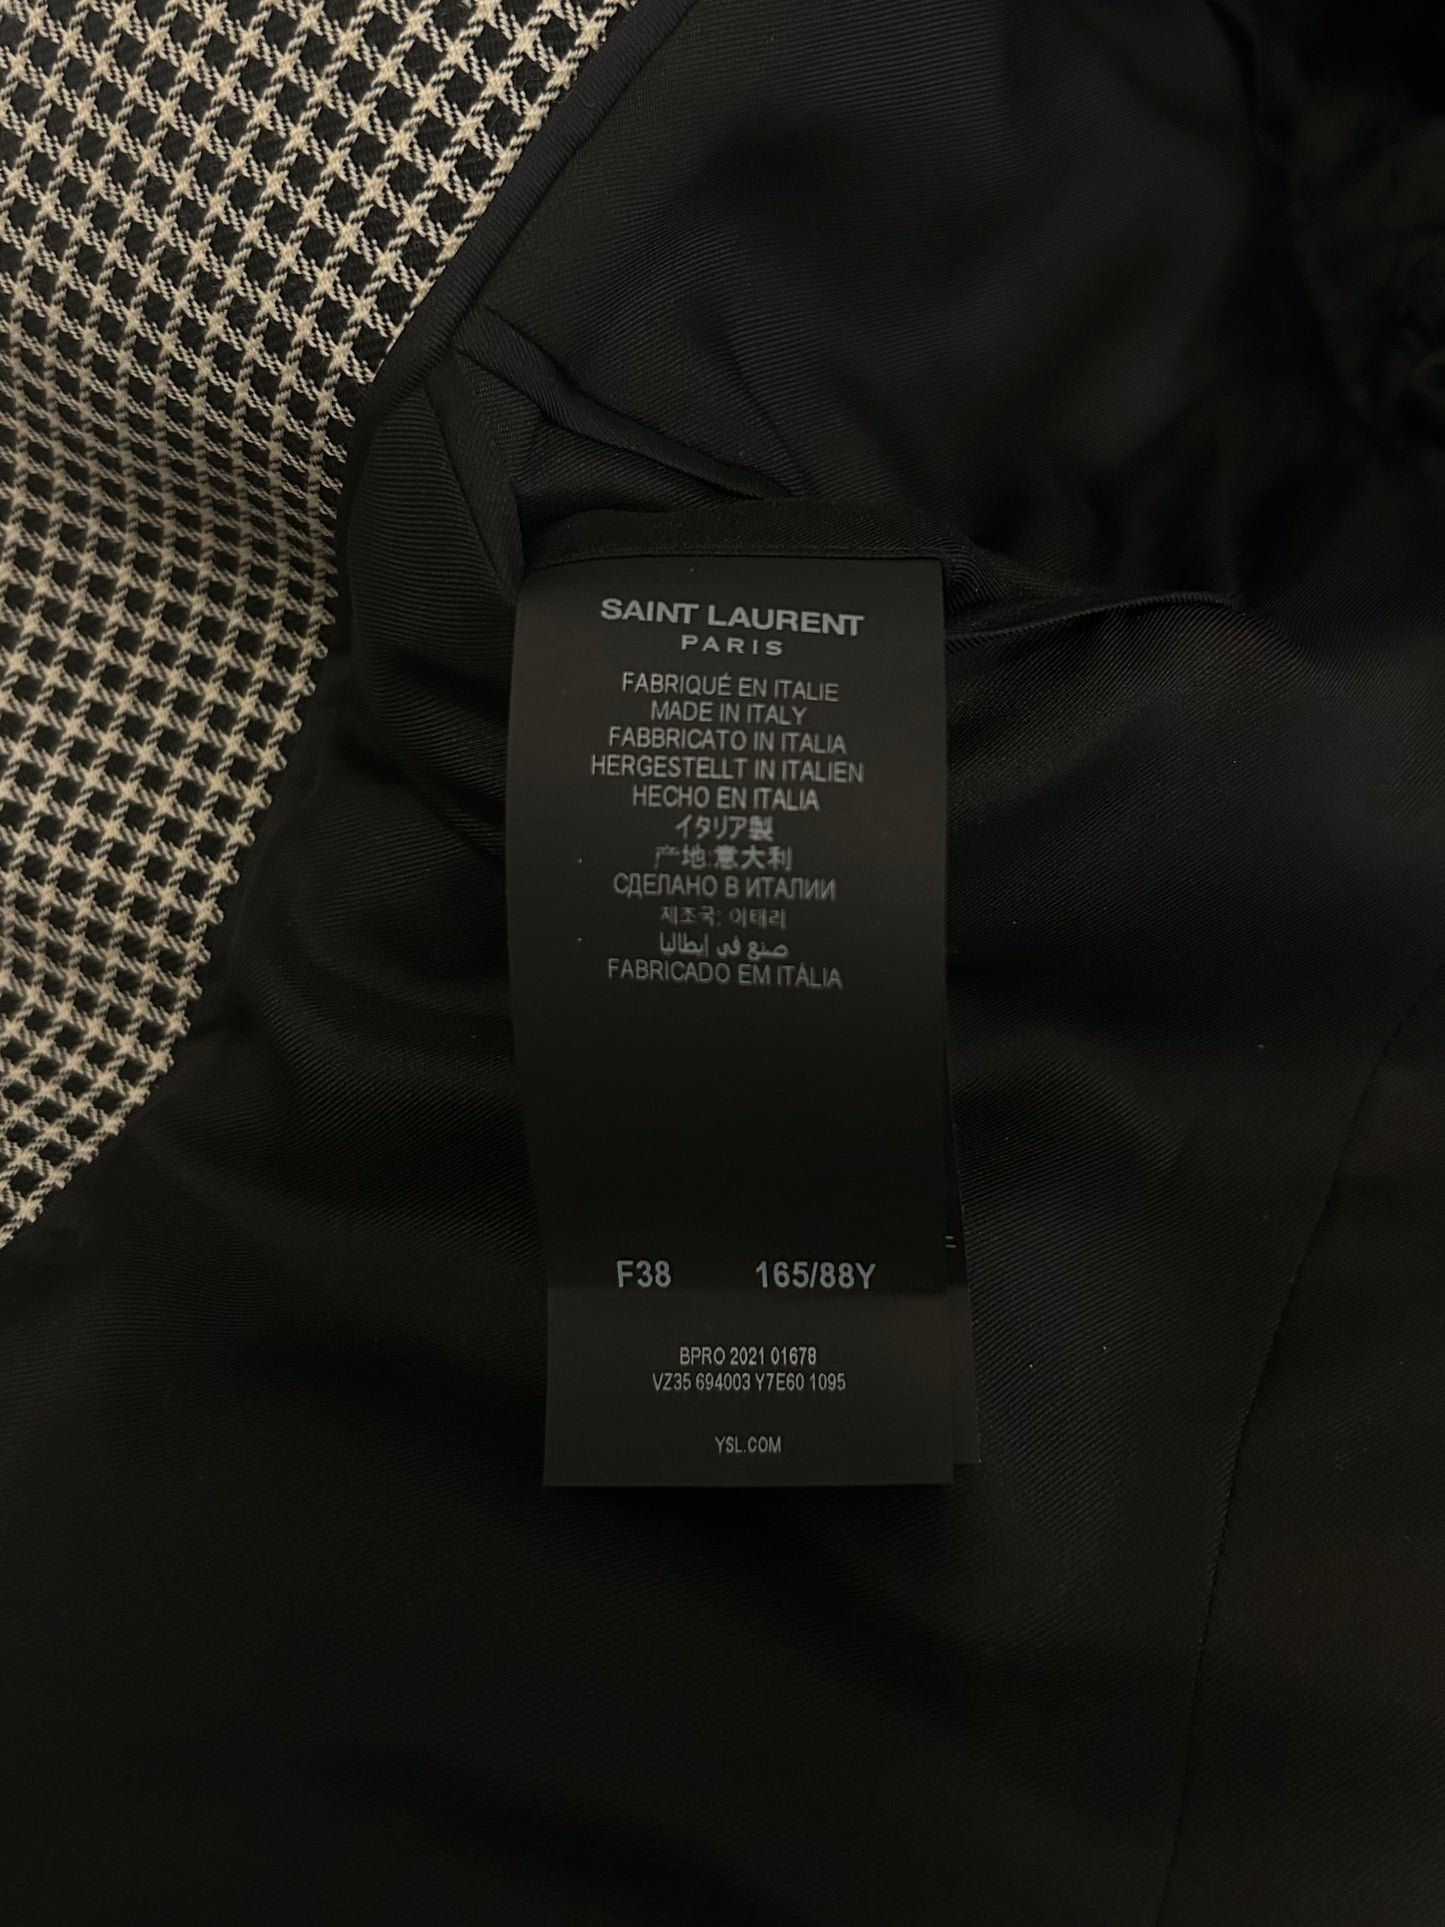 SAINT LAURENT
PARIS
FABRIQUÉ EN ITALIE
MADE IN ITALY
FABBRICATO IN ITALIA
HERGESTELLT IN ITALIEN
HECHO EN ITALIA
イタリア製
产地:意大利
СДЕЛАНО В ИТАЛИИ
제조국: 이태리
صنع في إيطاليا
FABRICADO EM ITÁLIA
F38 165/88Y
BPRO 2021 01678
VZ35 694003 Y7E60 1095
YSL.COM